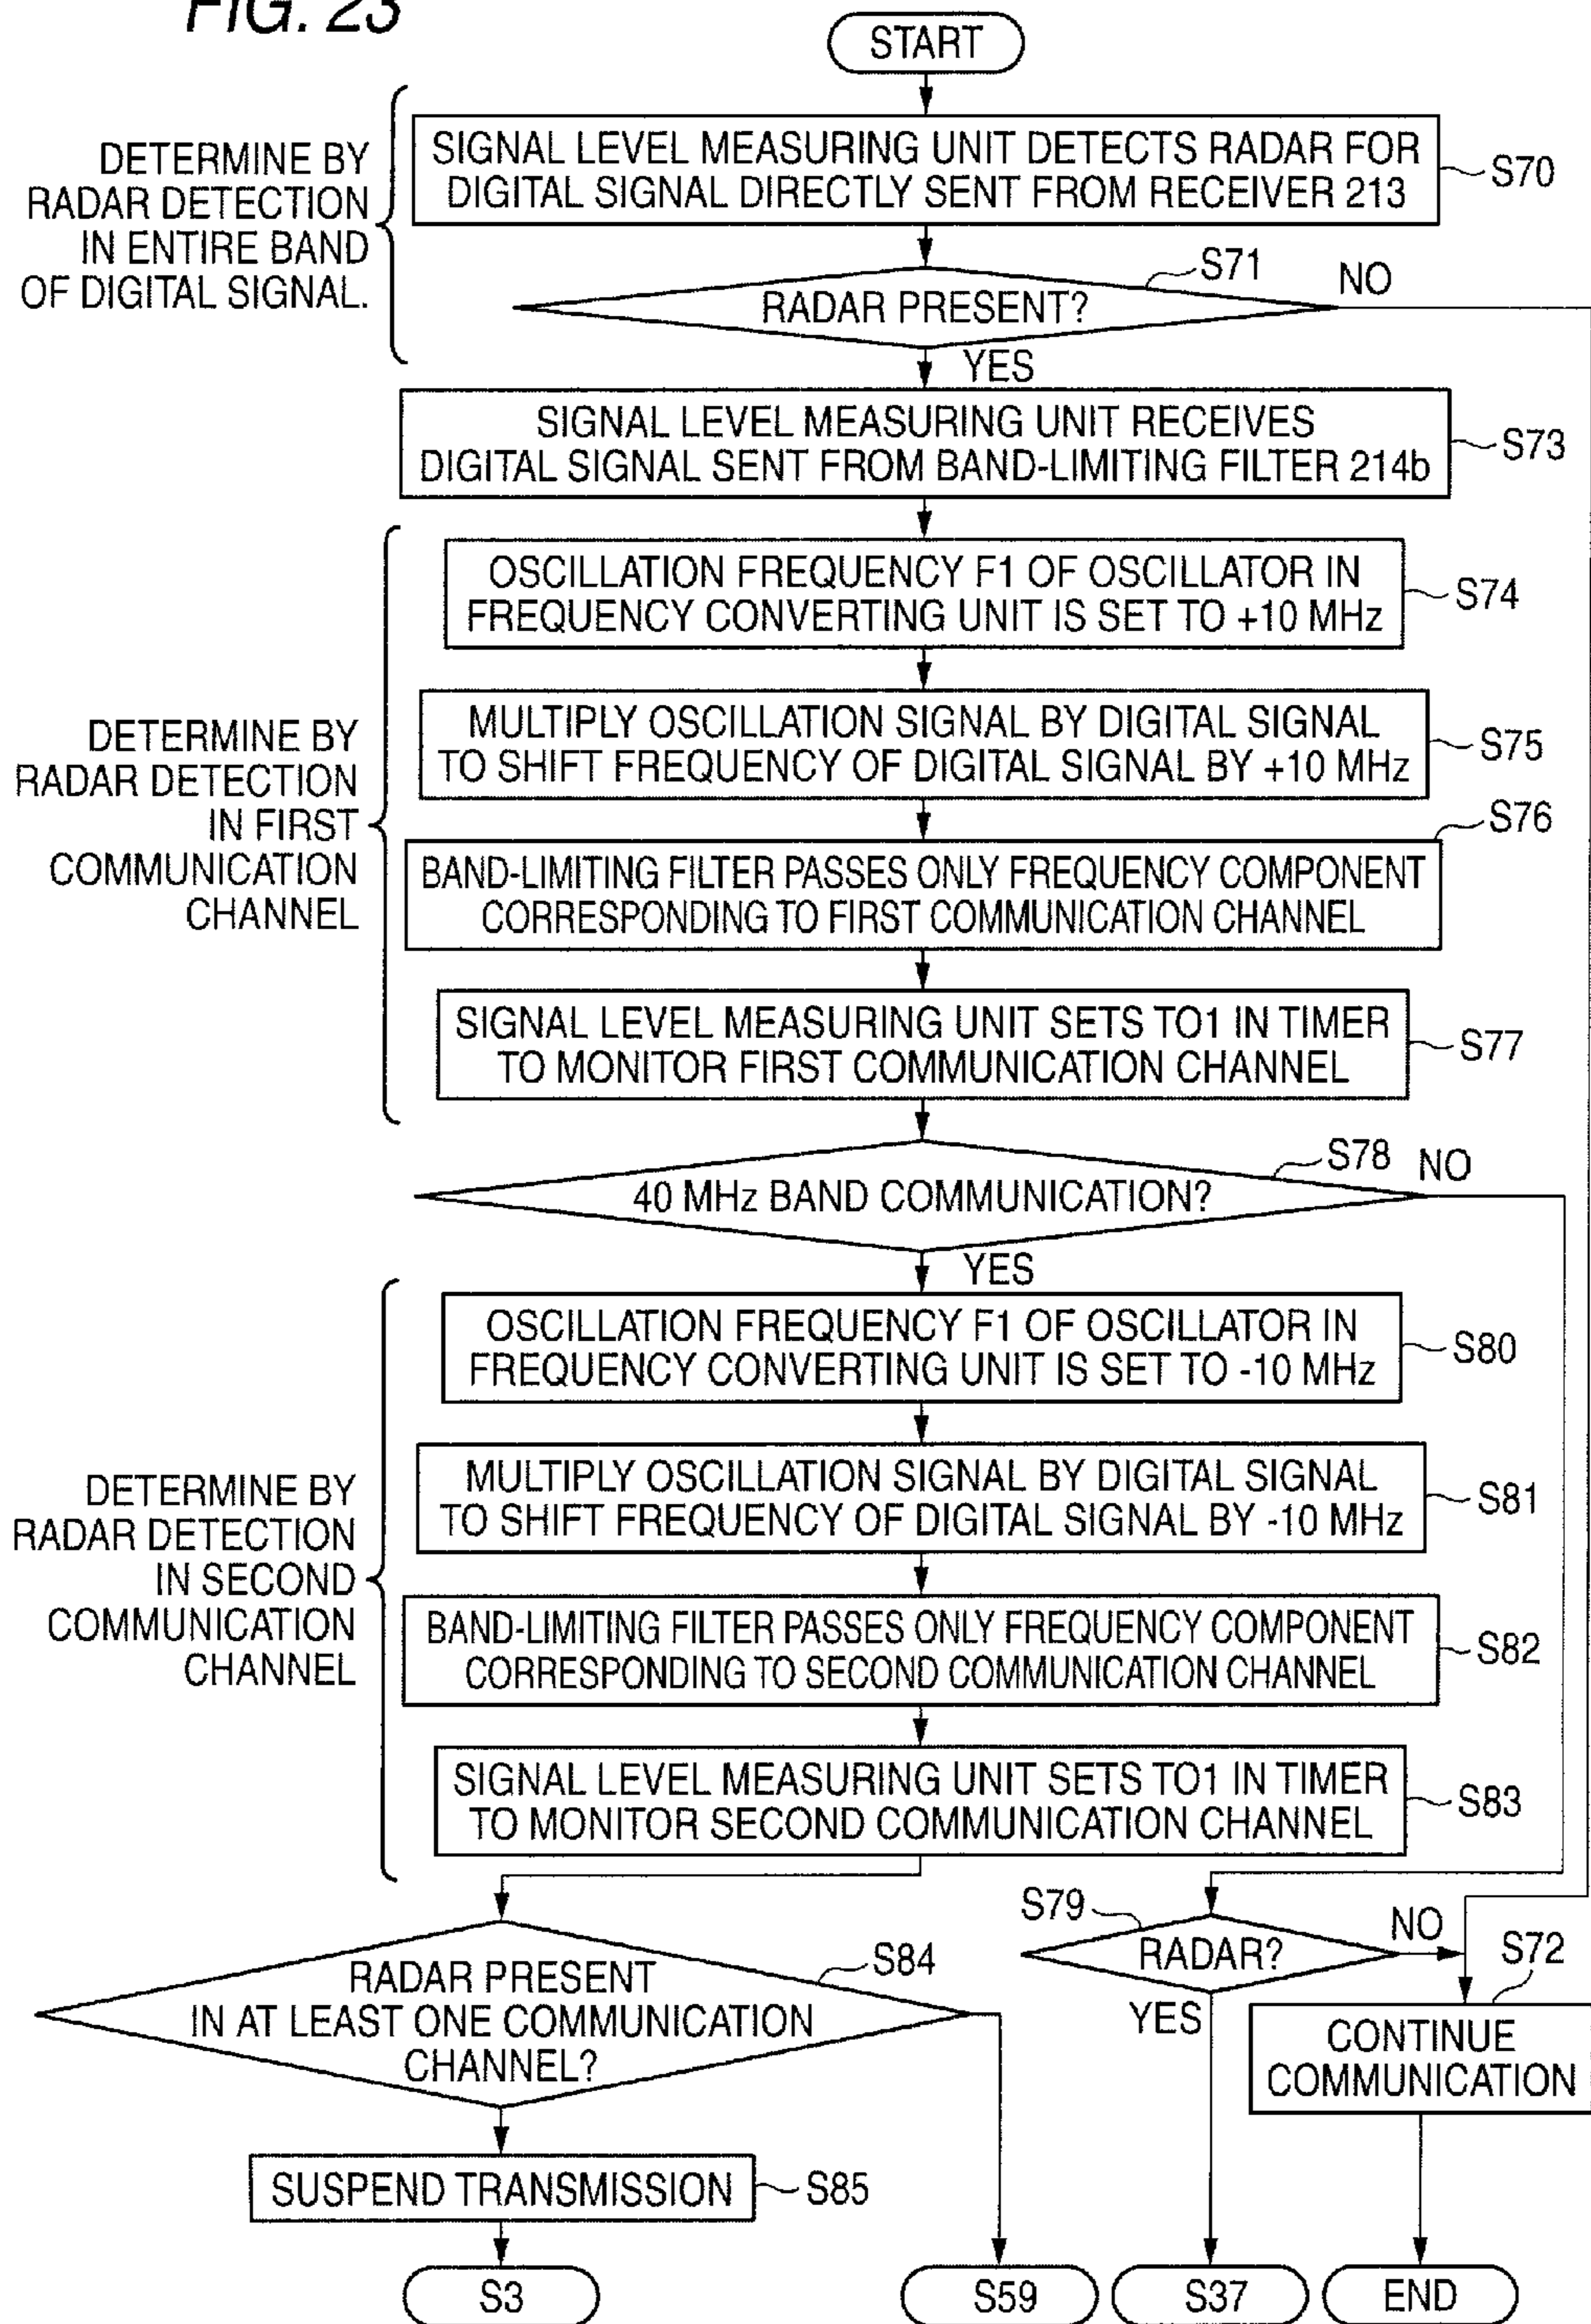 FIG. 23
START
DETERMINE BY
RADAR DETECTION
IN ENTIRE BAND
OF DIGITAL SIGNAL.
SIGNAL LEVEL MEASURING UNIT DETECTS RADAR FOR
DIGITAL SIGNAL DIRECTLY SENT FROM RECEIVER 213
S70
S71
NO
RADAR PRESENT?
YES
SIGNAL LEVEL MEASURING UNIT RECEIVES
DIGITAL SIGNAL SENT FROM BAND-LIMITING FILTER 214b
S73
DETERMINE BY
RADAR DETECTION
IN FIRST
COMMUNICATION
CHANNEL
OSCILLATION FREQUENCY F1 OF OSCILLATOR IN
FREQUENCY CONVERTING UNIT IS SET TO +10 MHz
S74
MULTIPLY OSCILLATION SIGNAL BY DIGITAL SIGNAL
TO SHIFT FREQUENCY OF DIGITAL SIGNAL BY +10 MHz
S75
S76
BAND-LIMITING FILTER PASSES ONLY FREQUENCY COMPONENT
CORRESPONDING TO FIRST COMMUNICATION CHANNEL
SIGNAL LEVEL MEASURING UNIT SETS TO1 IN TIMER
TO MONITOR FIRST COMMUNICATION CHANNEL
S77
S78
NO
40 MHz BAND COMMUNICATION?
YES
DETERMINE BY
RADAR DETECTION
IN SECOND
COMMUNICATION
CHANNEL
OSCILLATION FREQUENCY F1 OF OSCILLATOR IN
FREQUENCY CONVERTING UNIT IS SET TO -10 MHz
S80
MULTIPLY OSCILLATION SIGNAL BY DIGITAL SIGNAL
TO SHIFT FREQUENCY OF DIGITAL SIGNAL BY -10 MHz
S81
BAND-LIMITING FILTER PASSES ONLY FREQUENCY COMPONENT
CORRESPONDING TO SECOND COMMUNICATION CHANNEL
S82
SIGNAL LEVEL MEASURING UNIT SETS TO1 IN TIMER
TO MONITOR SECOND COMMUNICATION CHANNEL
S83
S84
RADAR PRESENT
IN AT LEAST ONE COMMUNICATION
CHANNEL?
S79
RADAR?
NO
YES
S72
CONTINUE
COMMUNICATION
SUSPEND TRANSMISSION
S85
S3
S59
S37
END